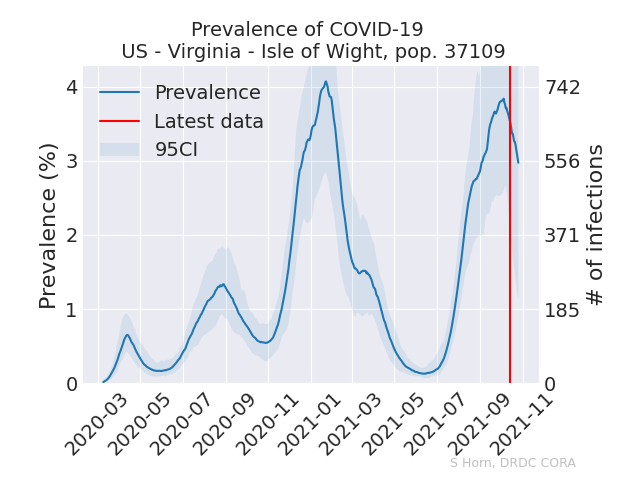 Prevalence of COVID-19
US - Virginia - Isle of Wight, pop. 37109
Prevalence
Latest data
95CI
Prevalence (%)
4
3
2
1
0
# of infections
742
556
371
185
0
2020-03
2020-05
2020-07
2020-09
2020-11
2021-01
2021-03
2021-05
2021-07
2021-09
2021-11
S Horn, DRDC CORA